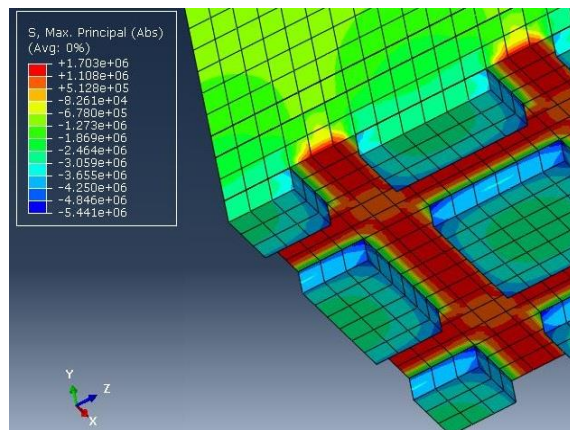 S, Max. Principal (Abs)
(Avg: 0%)
+1.703e+06
+1.108e+06
+5.128e+05
-8.261e+04
-6.780e+05
-1.273e+06
-1.869e+06
-2.464e+06
-3.059e+06
-3.655e+06
-4.250e+06
-4.846e+06
-5.441e+06
Y
Z
X